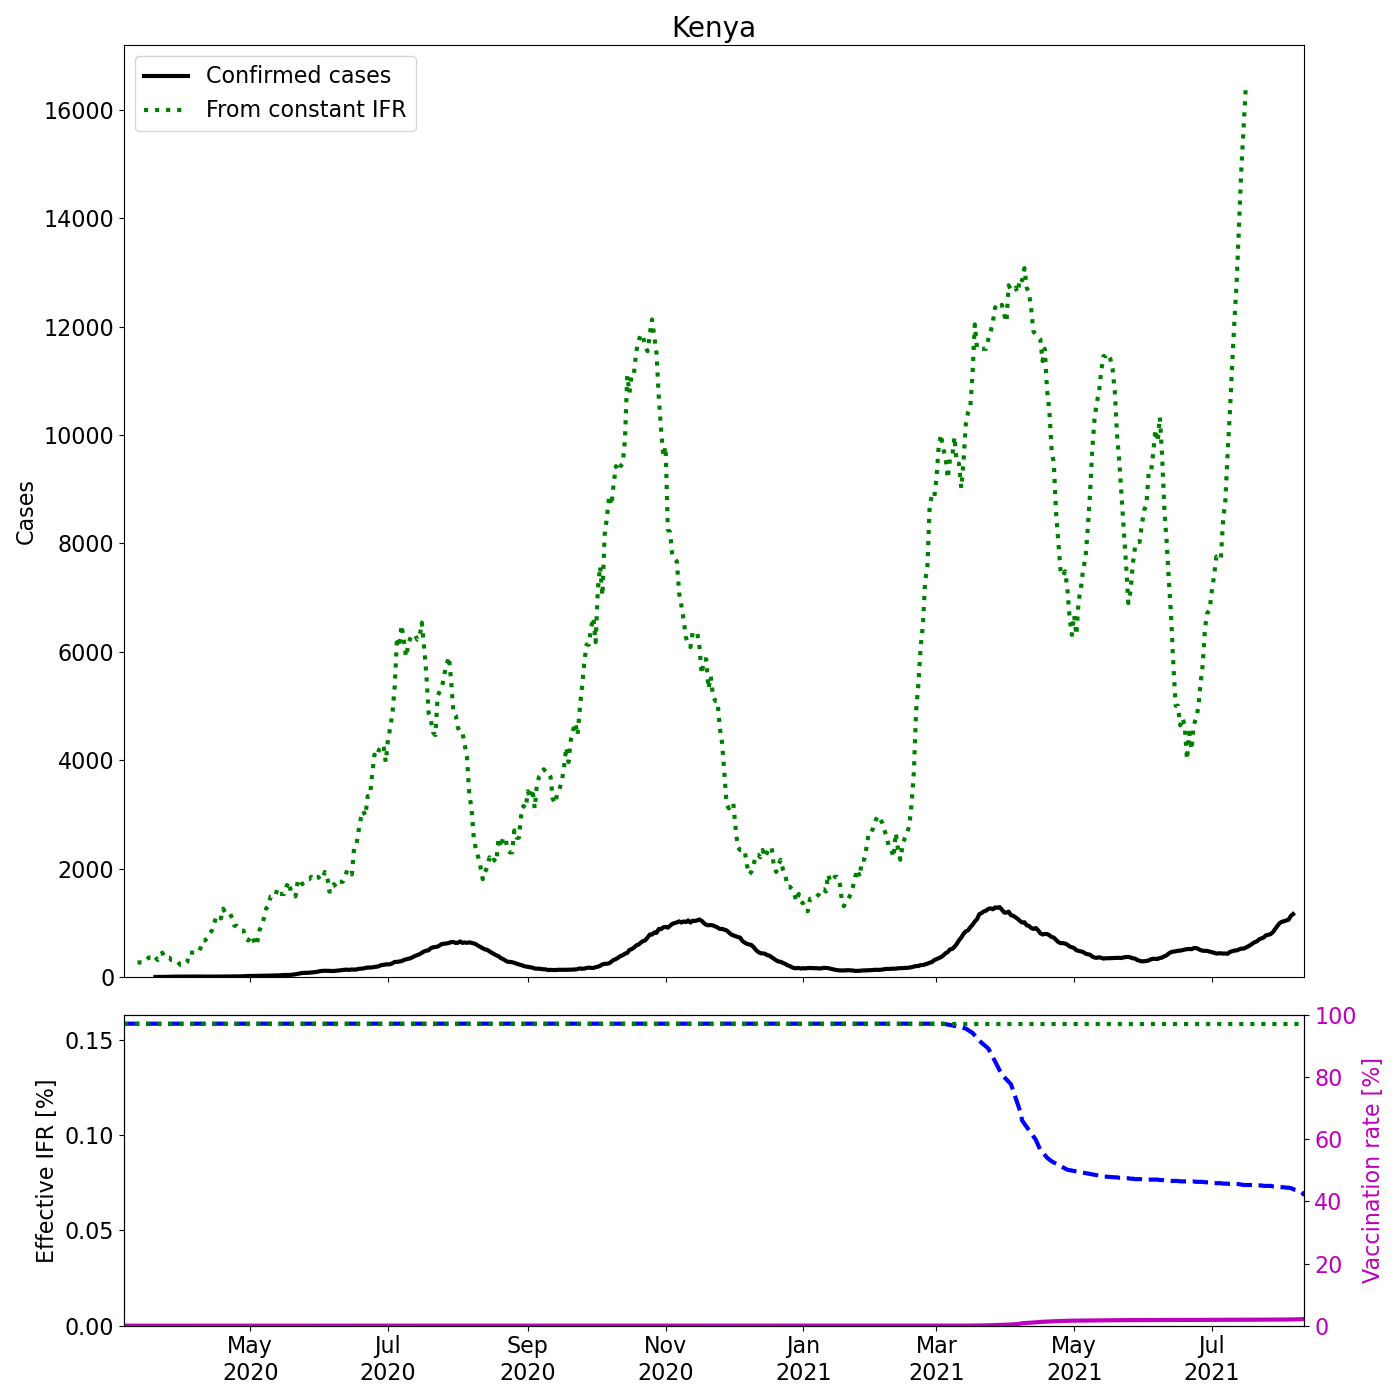 Kenya
Confirmed cases
From constant IFR
16000
14000
12000
10000
8000
6000
4000
2000
0
Cases
0.15
0.10
0.05
0.00
Effective IFR [%]
100
80
60
40
20
0
Vaccination rate [%]
May Jul Sep Nov Jan Mar May Jul
2020 2020 2020 2020 2021 2021 2021 2021